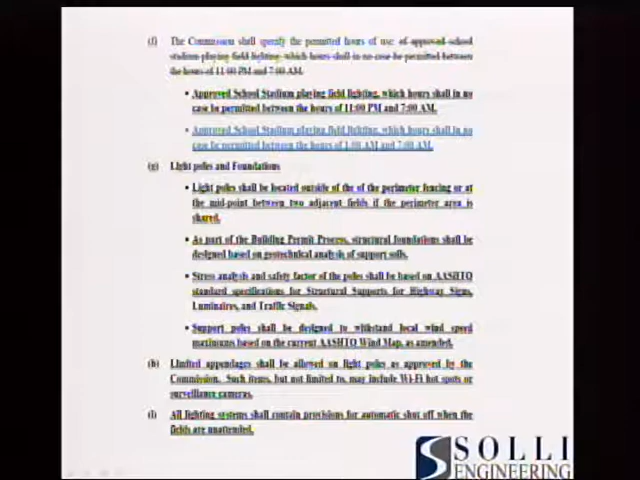 (f) The Commission shall specify the permitted hours of use. of approved school
stadium playing field lighting, which hours shall in no case be permitted between
the hours of 11:00 PM and 7:00 AM.
• Approved School Stadium playing field lighting, which hours shall in no
case be permitted between the hours of 11:00 PM and 7:00 AM.
• Approved School Stadium playing field lighting, which hours shall in no
case be permitted between the hours of 1:00 AM and 7:00 AM.
(g) Light poles and Foundations
• Light poles shall be located outside of the of the perimeter fencing or at
the mid-point between two adjacent fields if the perimeter area is
shared.
• As part of the Building Permit Process, structural foundations shall be
designed based on geotechnical analysis of support soils.
• Stress analysis and safety factor of the poles shall be based on AASHTO
standard specifications for Structural Supports for Highway Signs,
Luminaires, and Traffic Signals.
• Support poles shall be designed to withstand local wind speed
maximums based on the current AASHTO Wind Map, as amended.
(h) Limited appendages shall be allowed on light poles as approved by the
Commission. Such items, but not limited to, may include Wi-Fi hot spots or
surveillance cameras.
(i) All lighting systems shall contain provisions for automatic shut off when the
fields are unattended.
SOLLI
ENGINEERING